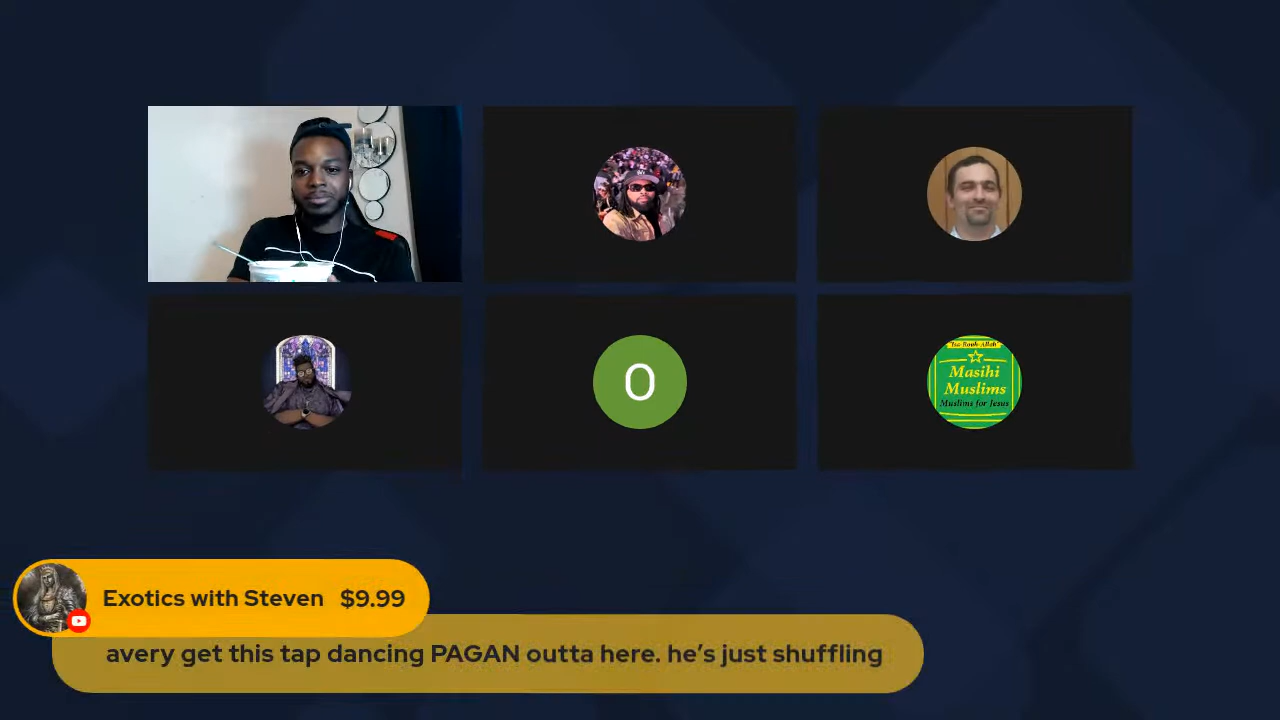 O
"Isa-Rooh-Allah"
Masihi
Muslims
Muslims for Jesus
Exotics with Steven $9.99
avery get this tap dancing PAGAN outta here. he’s just shuffling